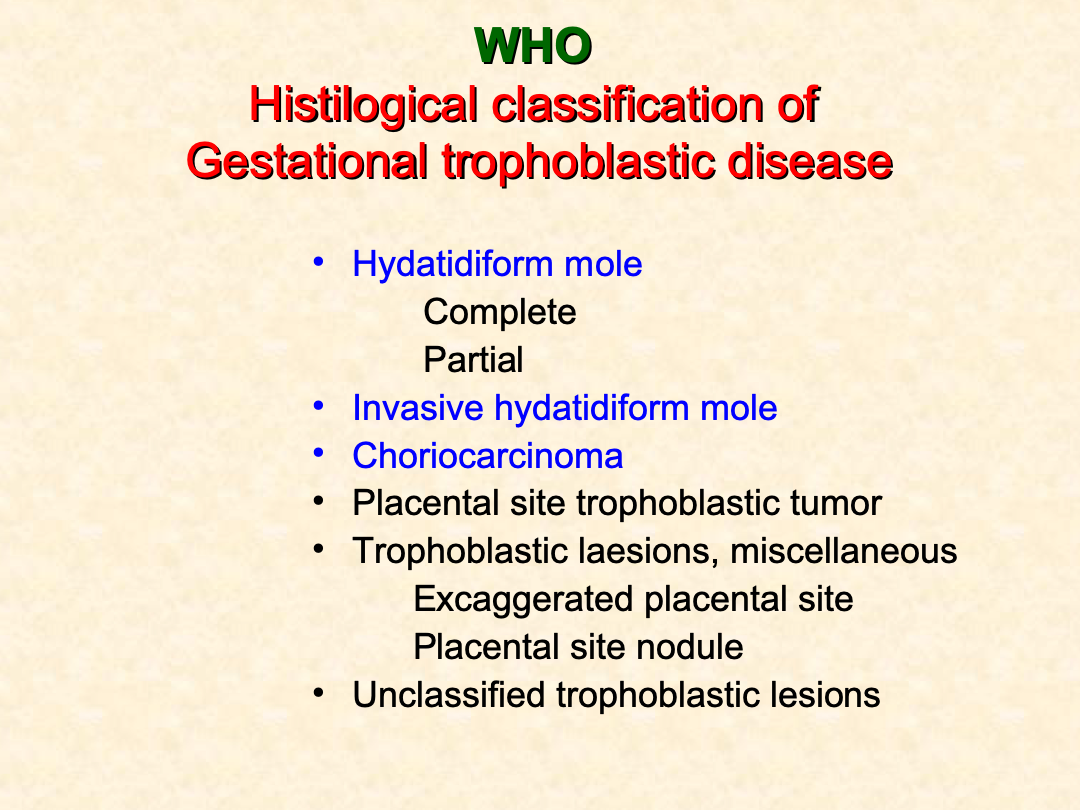 WHO
Histilogical classification of
Gestational trophoblastic disease
• Hydatidiform mole
Complete
Partial
• Invasive hydatidiform mole
• Choriocarcinoma
• Placental site trophoblastic tumor
• Trophoblastic laesions, miscellaneous
Excaggerated placental site
Placental site nodule
• Unclassified trophoblastic lesions